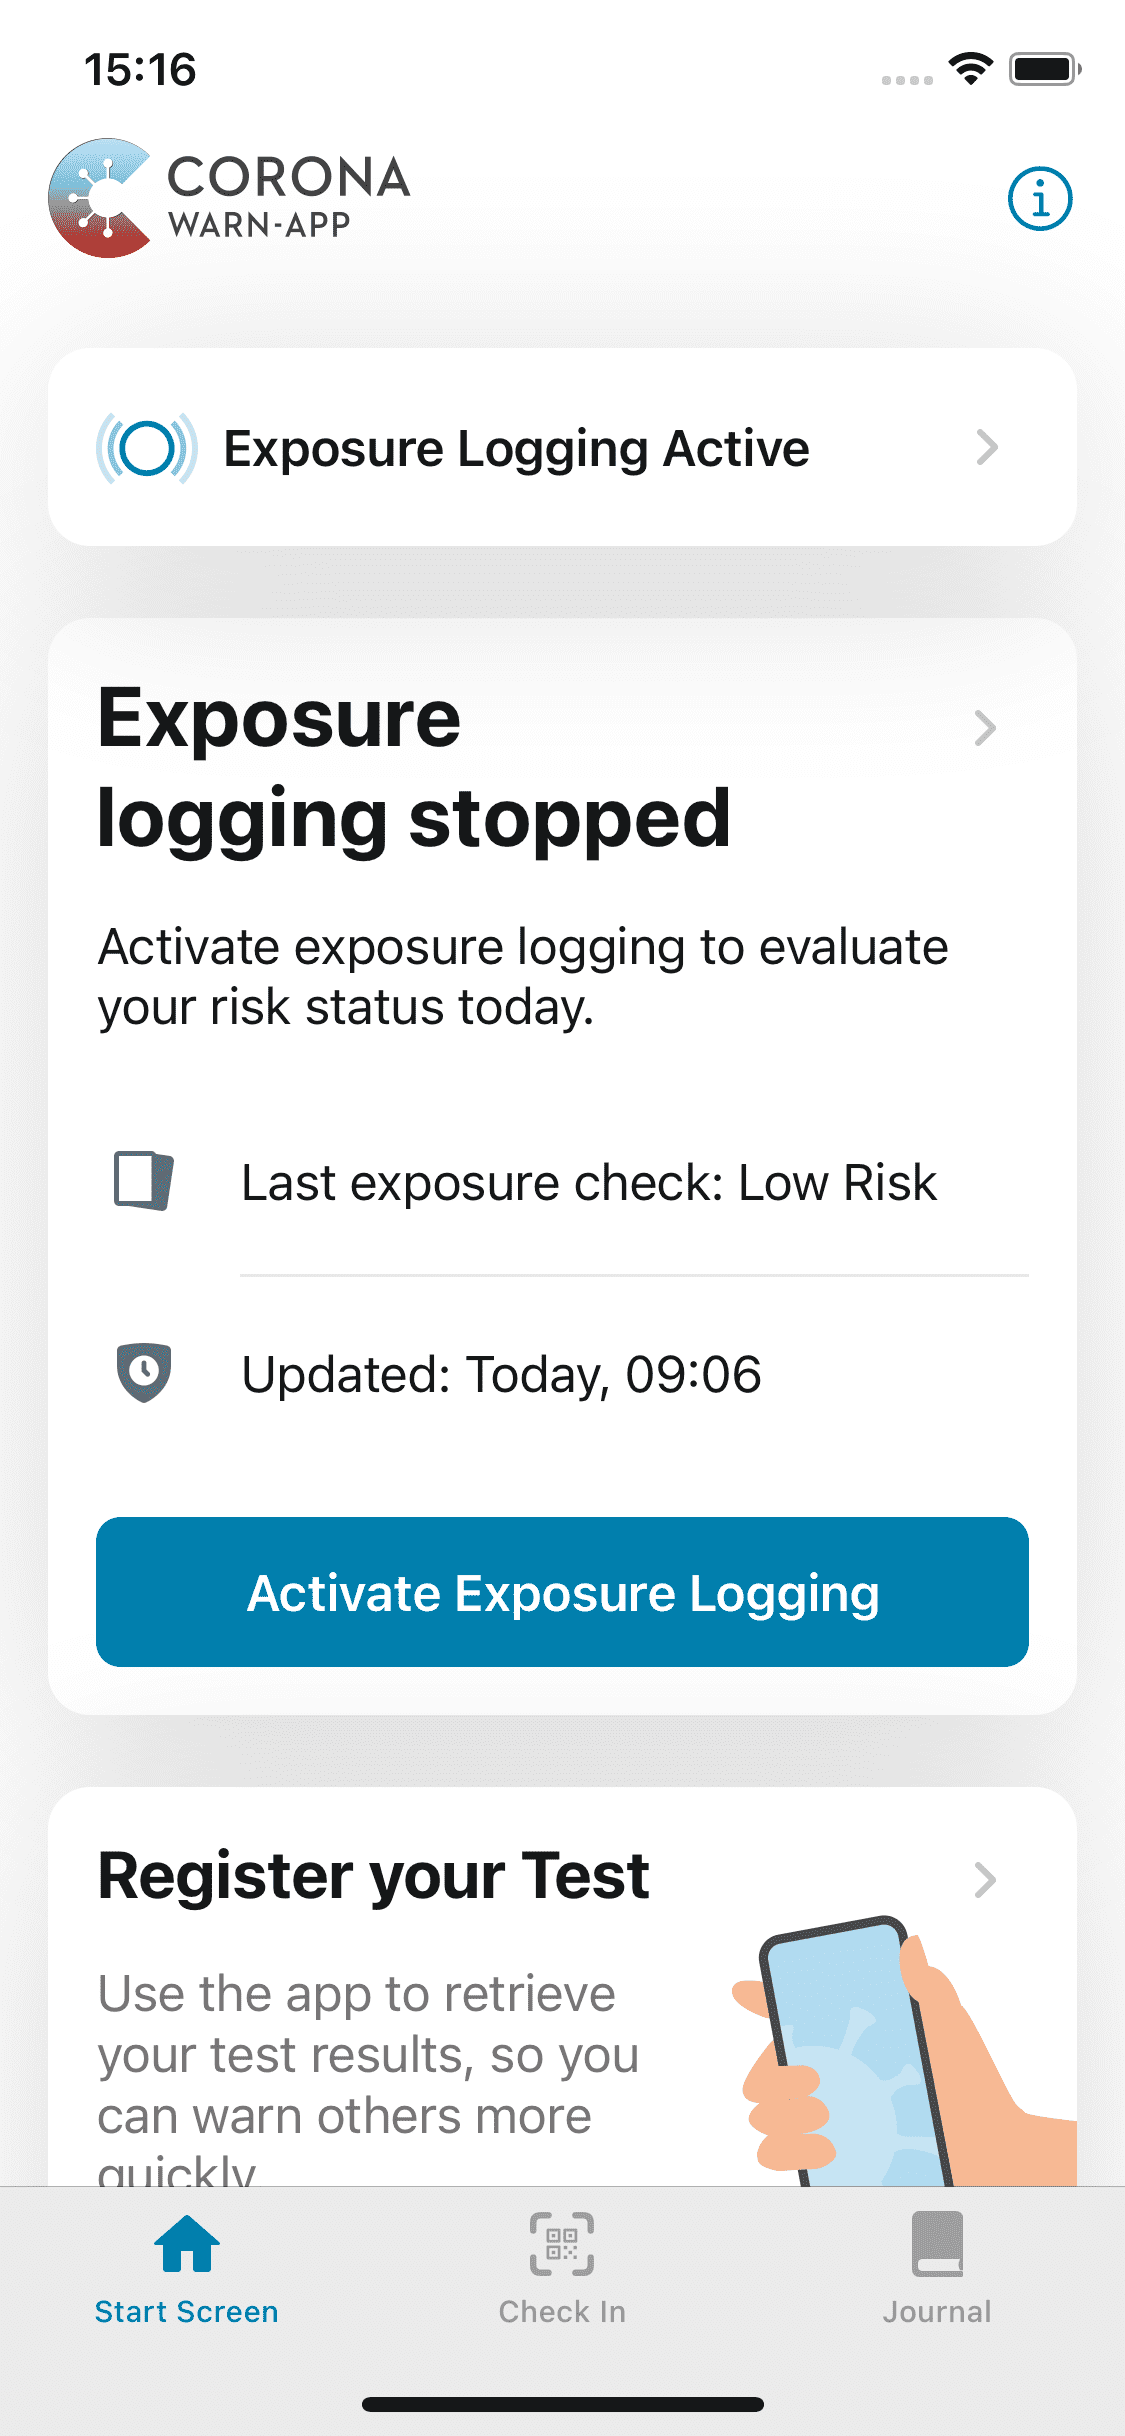 15:16
CORONA
WARN-APP
Exposure Logging Active
Exposure
logging stopped
Activate exposure logging to evaluate
your risk status today.
Last exposure check: Low Risk
Updated: Today, 09:06
Activate Exposure Logging
Register your Test
Use the app to retrieve
your test results, so you
can warn others more
quickly
Start Screen
Check In
Journal